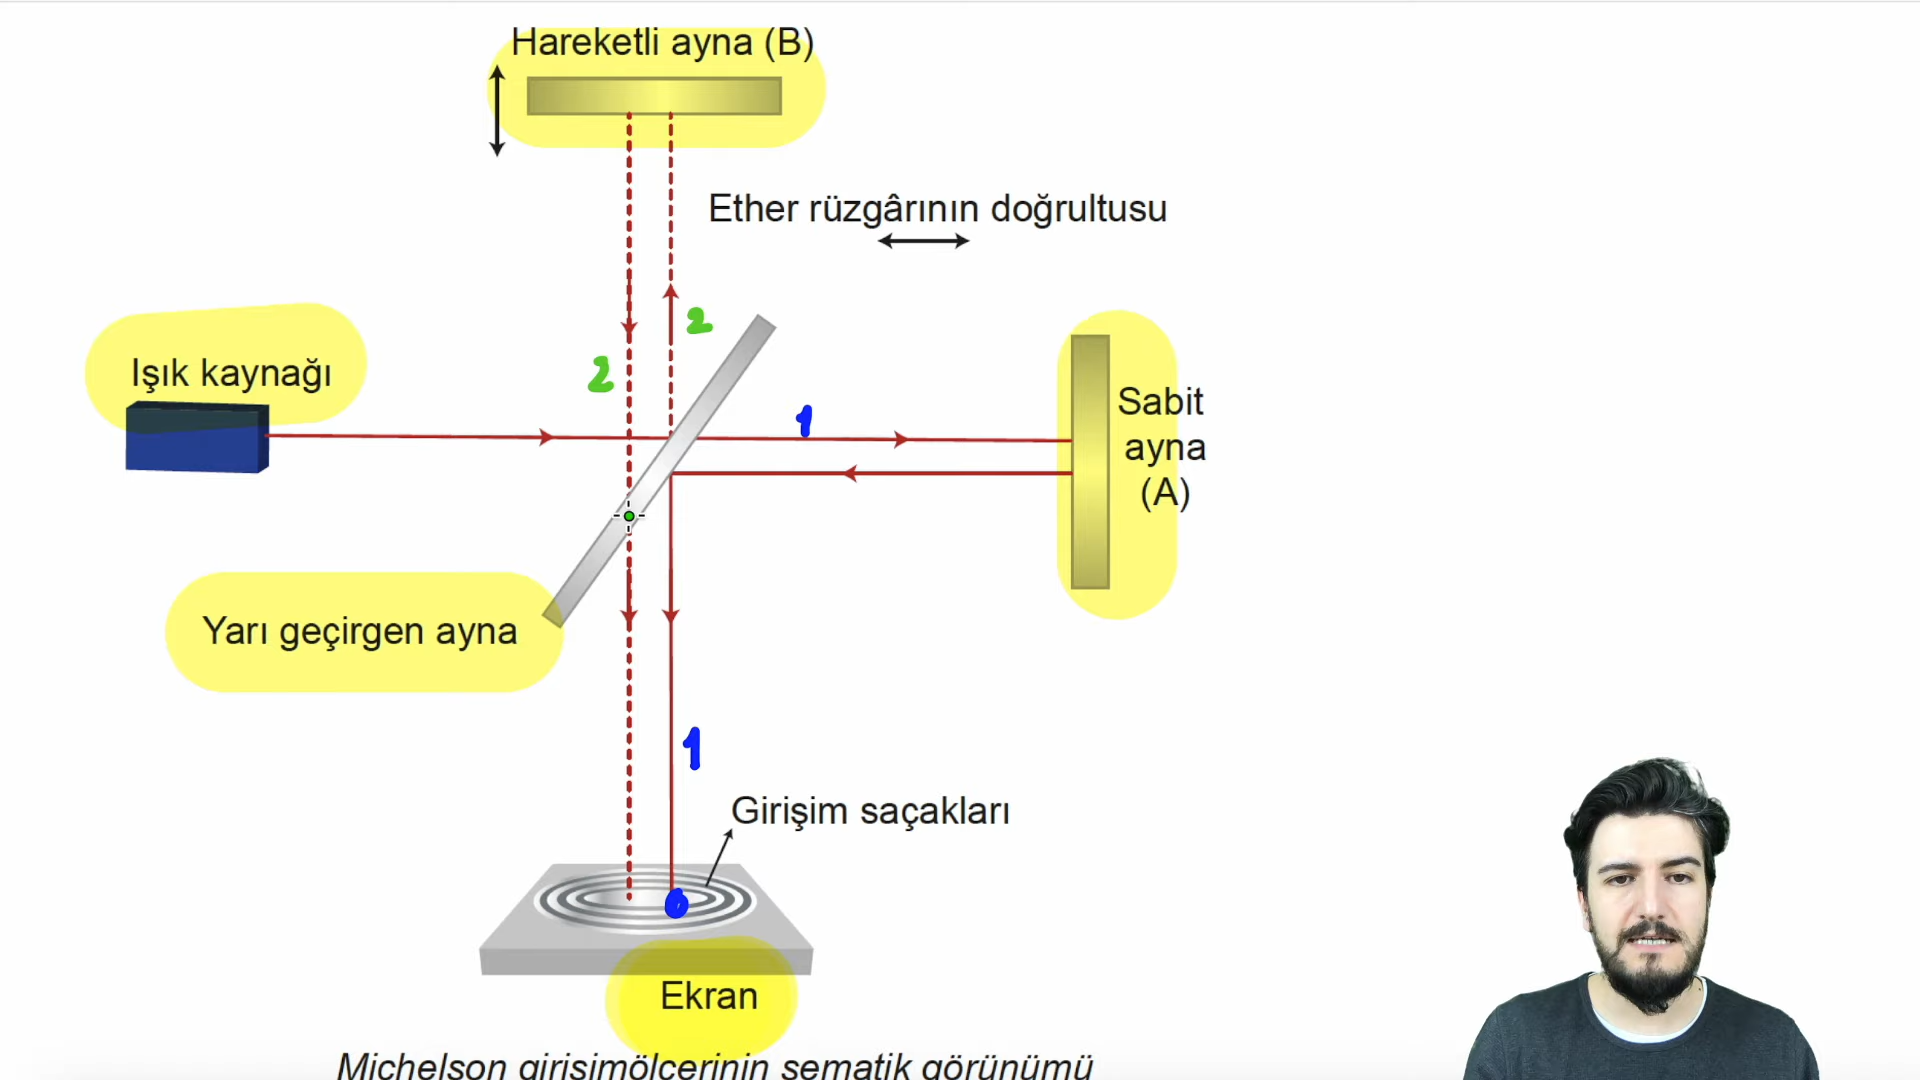 Hareketli ayna (B)
Ether rüzgârının doğrultusu
2
2
Işık kaynağı
1
Sabit
ayna
(A)
Yarı geçirgen ayna
1
Girişim saçakları
Ekran
Michelson girişimölçerinin şematik görünümü